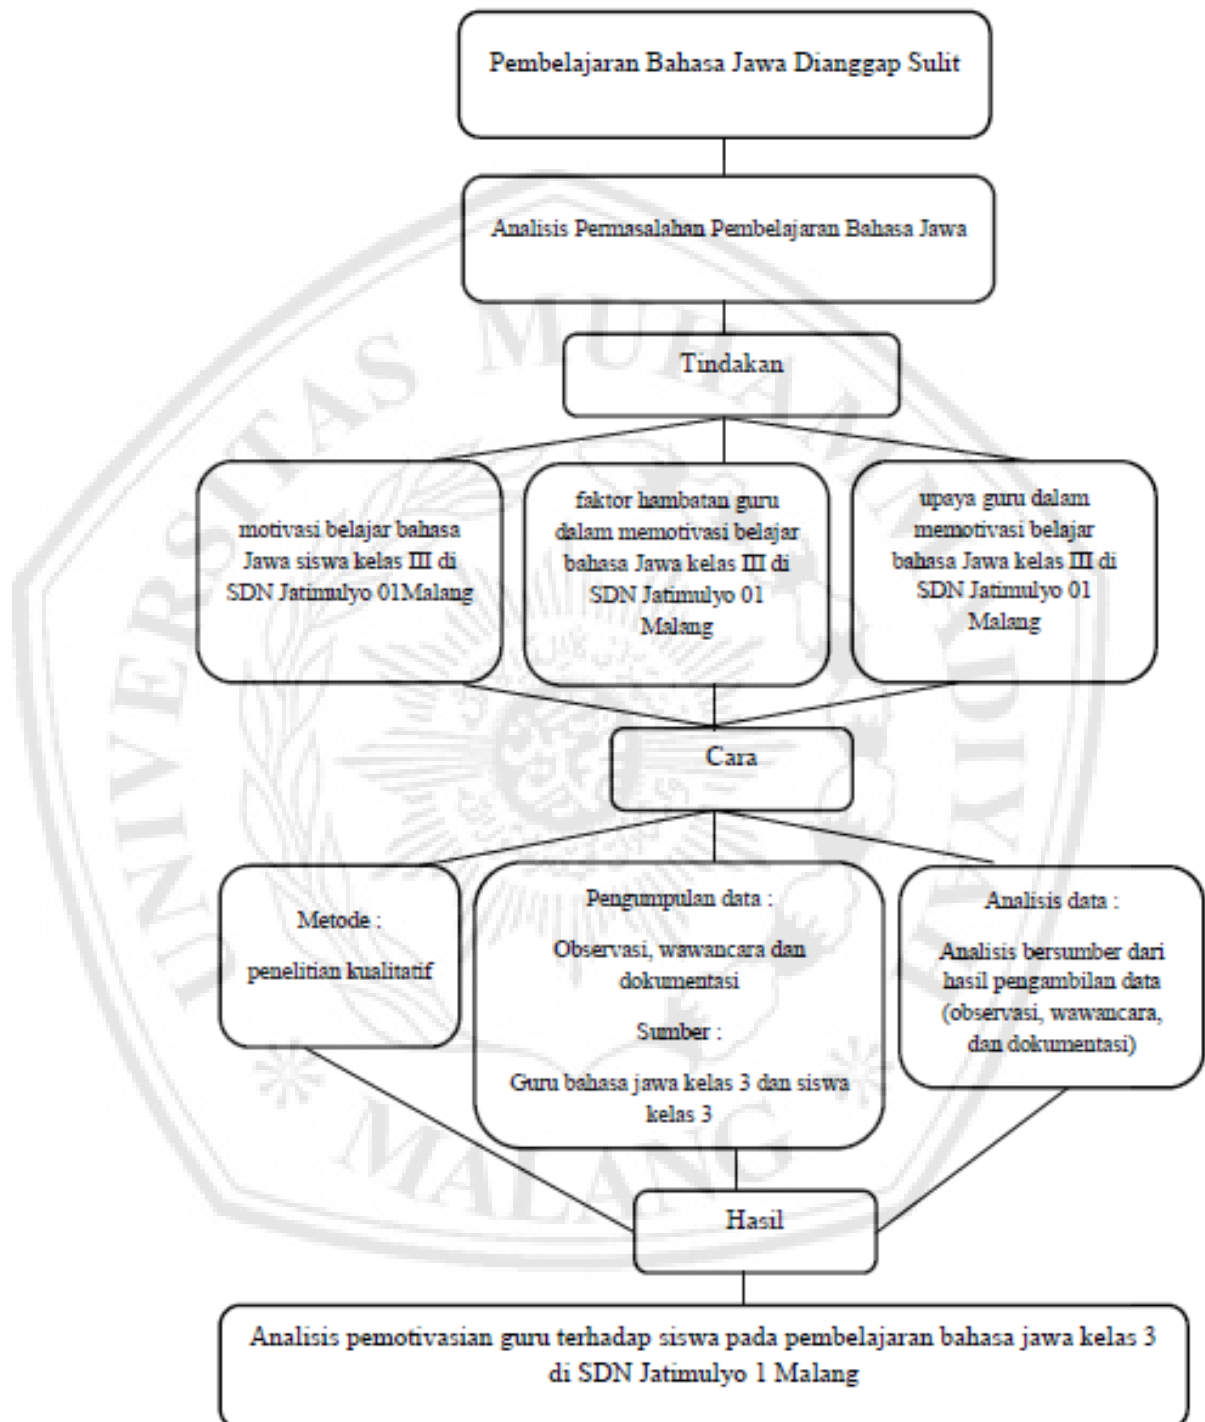 Pembelajaran Bahasa Jawa Dianggap Sulit
Analisis Permasalahan Pembelajaran Bahasa Jawa
Tindakan
motivasi belajar bahasa
Jawa siswa kelas III di
SDN Jatimulyo 01Malang
faktor hambatan guru
dalam memotivasi belajar
bahasa Jawa kelas III di
SDN Jatimulyo 01
Malang
upaya guru dalam
memotivasi belajar
bahasa Jawa kelas III di
SDN Jatimulyo 01
Malang
Cara
Metode :
penelitian kualitatif
Pengumpulan data :
Observasi, wawancara dan
dokumentasi
Sumber :
Guru bahasa jawa kelas 3 dan siswa
kelas 3
Analisis data :
Analisis bersumber dari
hasil pengambilan data
(observasi, wawancara,
dan dokumentasi)
Hasil
Analisis pemotivasian guru terhadap siswa pada pembelajaran bahasa jawa kelas 3
di SDN Jatimulyo 1 Malang
UNIVERSITAS MUHAMMADIYAH
MALANG